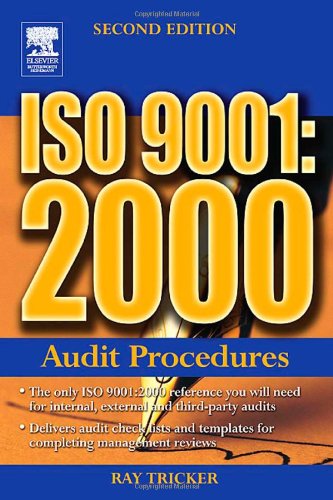 SECOND EDITION
ELSEVIER
BUTTERWORTH
HEINEMANN
ISO 9001:
2000
Audit Procedures
• The only ISO 9001:2000 reference you will need
for internal, external and third-party audits
• Delivers audit check lists and templates for
completing management reviews
RAY TRICKER